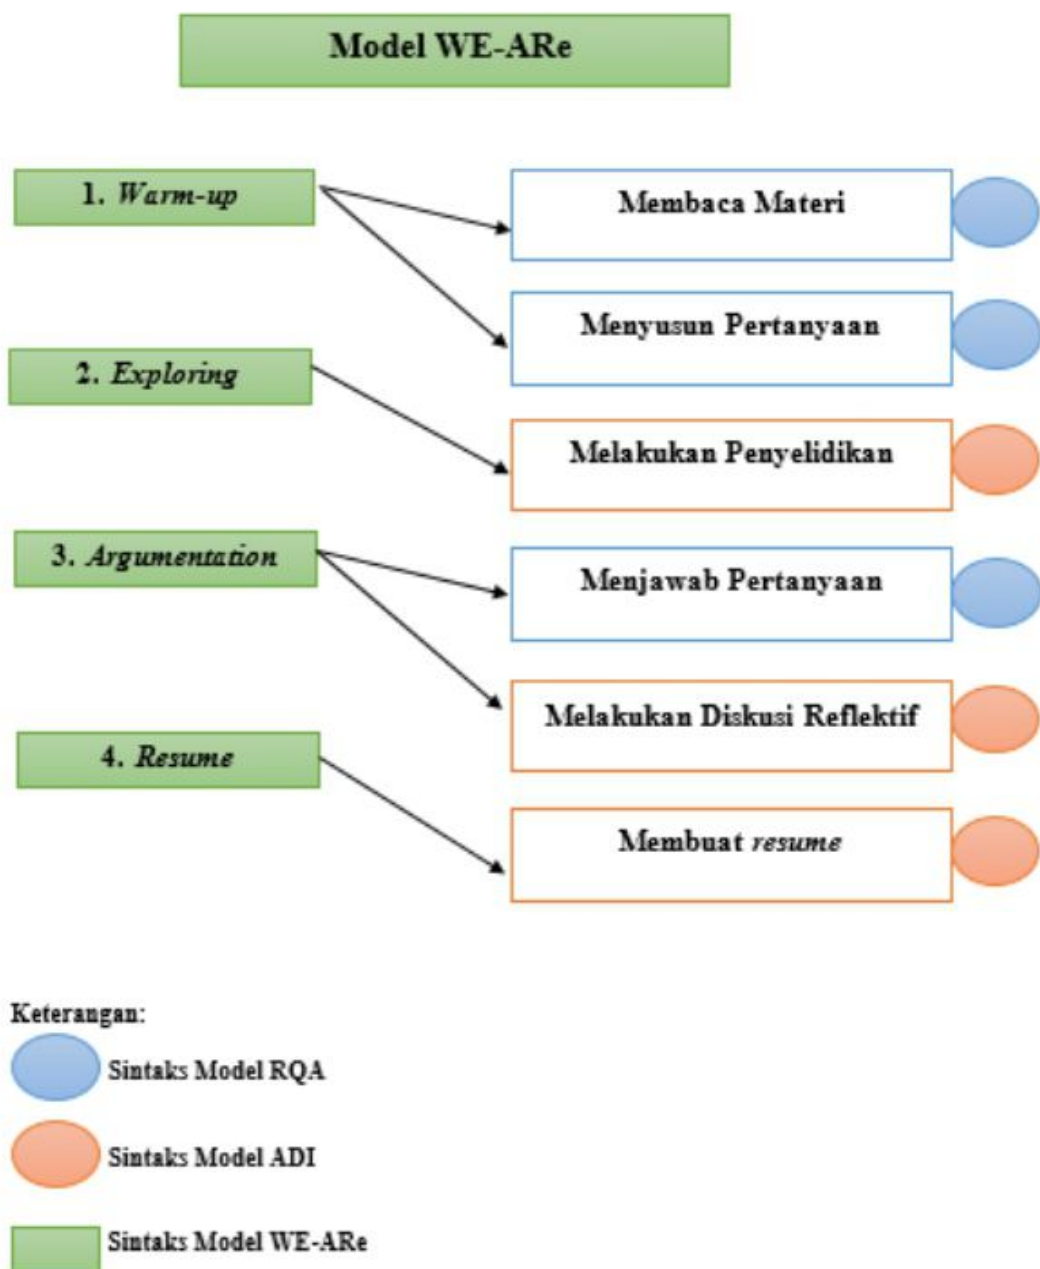 Model WE-ARe
1. Warm-up
Membaca Materi
Menyusun Pertanyaan
2. Exploring
Melakukan Penyelidikan
3. Argumentation
Menjawab Pertanyaan
Melakukan Diskusi Reflektif
4. Resume
Membuat resume
Keterangan:
Sintaks Model RQA
Sintaks Model ADI
Sintaks Model WE-ARe